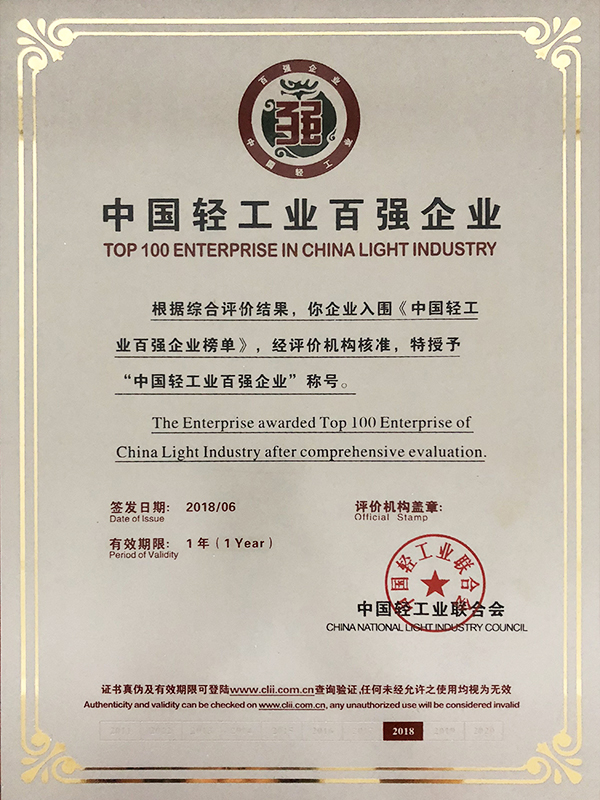 百强企业
强
中国轻工业
中国轻工业百强企业
TOP 100 ENTERPRISE IN CHINA LIGHT INDUSTRY
根据综合评价结果，你企业入围《中国轻工
业百强企业榜单》，经评价机构核准，特授予
“中国轻工业百强企业”称号。
The Enterprise awarded Top 100 Enterprise of
China Light Industry after comprehensive evaluation.
签发日期: 2018/06
Date of Issue
评价机构盖章:
Official Stamp
有效期限: 1 年 ( 1 Year )
Period of Validity
中国轻工业联合会
中国轻工业联合会
CHINA NATIONAL LIGHT INDUSTRY COUNCIL
证书真伪及有效期限可登陆www.clii.com.cn查询验证,任何未经允许之使用均视为无效
Authenticity and validity can be checked on www.clii.com.cn, any unauthorized use will be considered invalid
2018